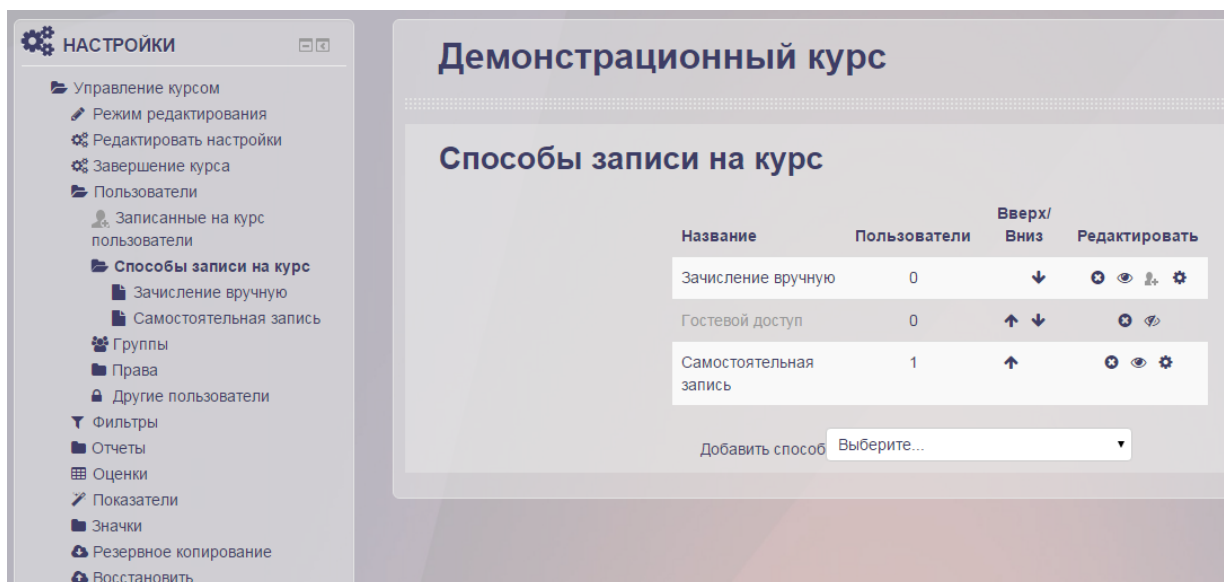 НАСТРОЙКИ
Управление курсом
Режим редактирования
Редактировать настройки
Завершение курса
Пользователи
Записанные на курс
пользователи
Способы записи на курс
Зачисление вручную
Самостоятельная запись
Группы
Права
Другие пользователи
Фильтры
Отчеты
Оценки
Показатели
Значки
Резервное копирование
Восстановить
Демонстрационный курс
Способы записи на курс
Название Пользователи Вверх/ Вниз Редактировать
Зачисление вручную 0
Гостевой доступ 0
Самостоятельная запись 1
Добавить способ Выберите...